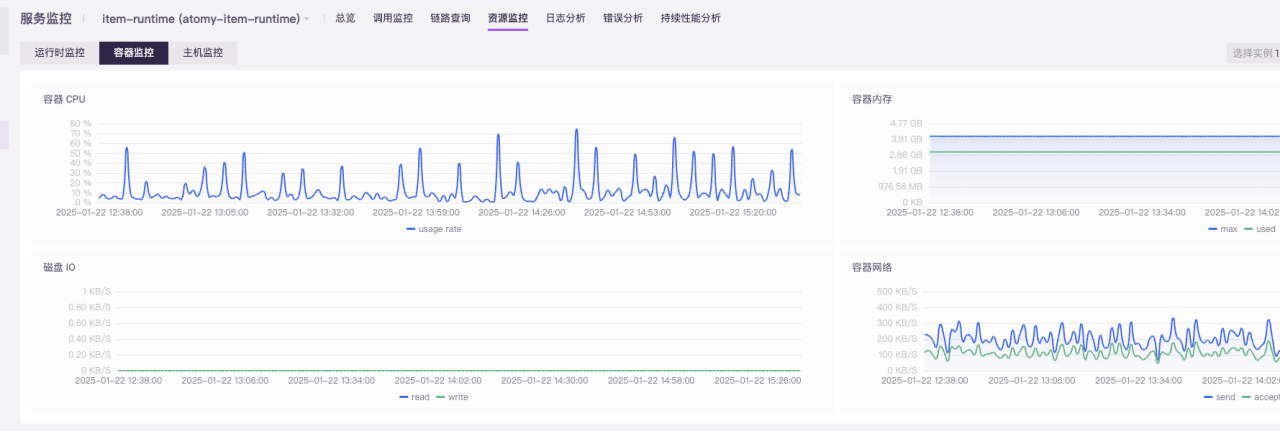 服务监控 item-runtime (atomy-item-runtime) 总览 调用监控 链路查询 资源监控 日志分析 错误分析 持续性能分析
运行时监控 容器监控 主机监控 选择实例 1
容器 CPU
80 %
70 %
60 %
50 %
40 %
30 %
20 %
10 %
0 %
2025-01-22 12:38:00 2025-01-22 13:05:00 2025-01-22 13:32:00 2025-01-22 13:59:00 2025-01-22 14:26:00 2025-01-22 14:53:00 2025-01-22 15:20:00
usage rate
容器内存
4.77 GB
3.81 GB
2.86 GB
1.91 GB
976.56 MB
0 KB
2025-01-22 12:38:00 2025-01-22 13:06:00 2025-01-22 13:34:00 2025-01-22 14:02
max used
磁盘 IO
1 KB/S
0.80 KB/S
0.60 KB/S
0.40 KB/S
0.20 KB/S
0 KB/S
2025-01-22 12:38:00 2025-01-22 13:06:00 2025-01-22 13:34:00 2025-01-22 14:02:00 2025-01-22 14:30:00 2025-01-22 14:58:00 2025-01-22 15:26:00
read write
容器网络
500 KB/S
400 KB/S
300 KB/S
200 KB/S
100 KB/S
0 KB/S
2025-01-22 12:38:00 2025-01-22 13:06:00 2025-01-22 13:34:00 2025-01-22 14:02:
send accept